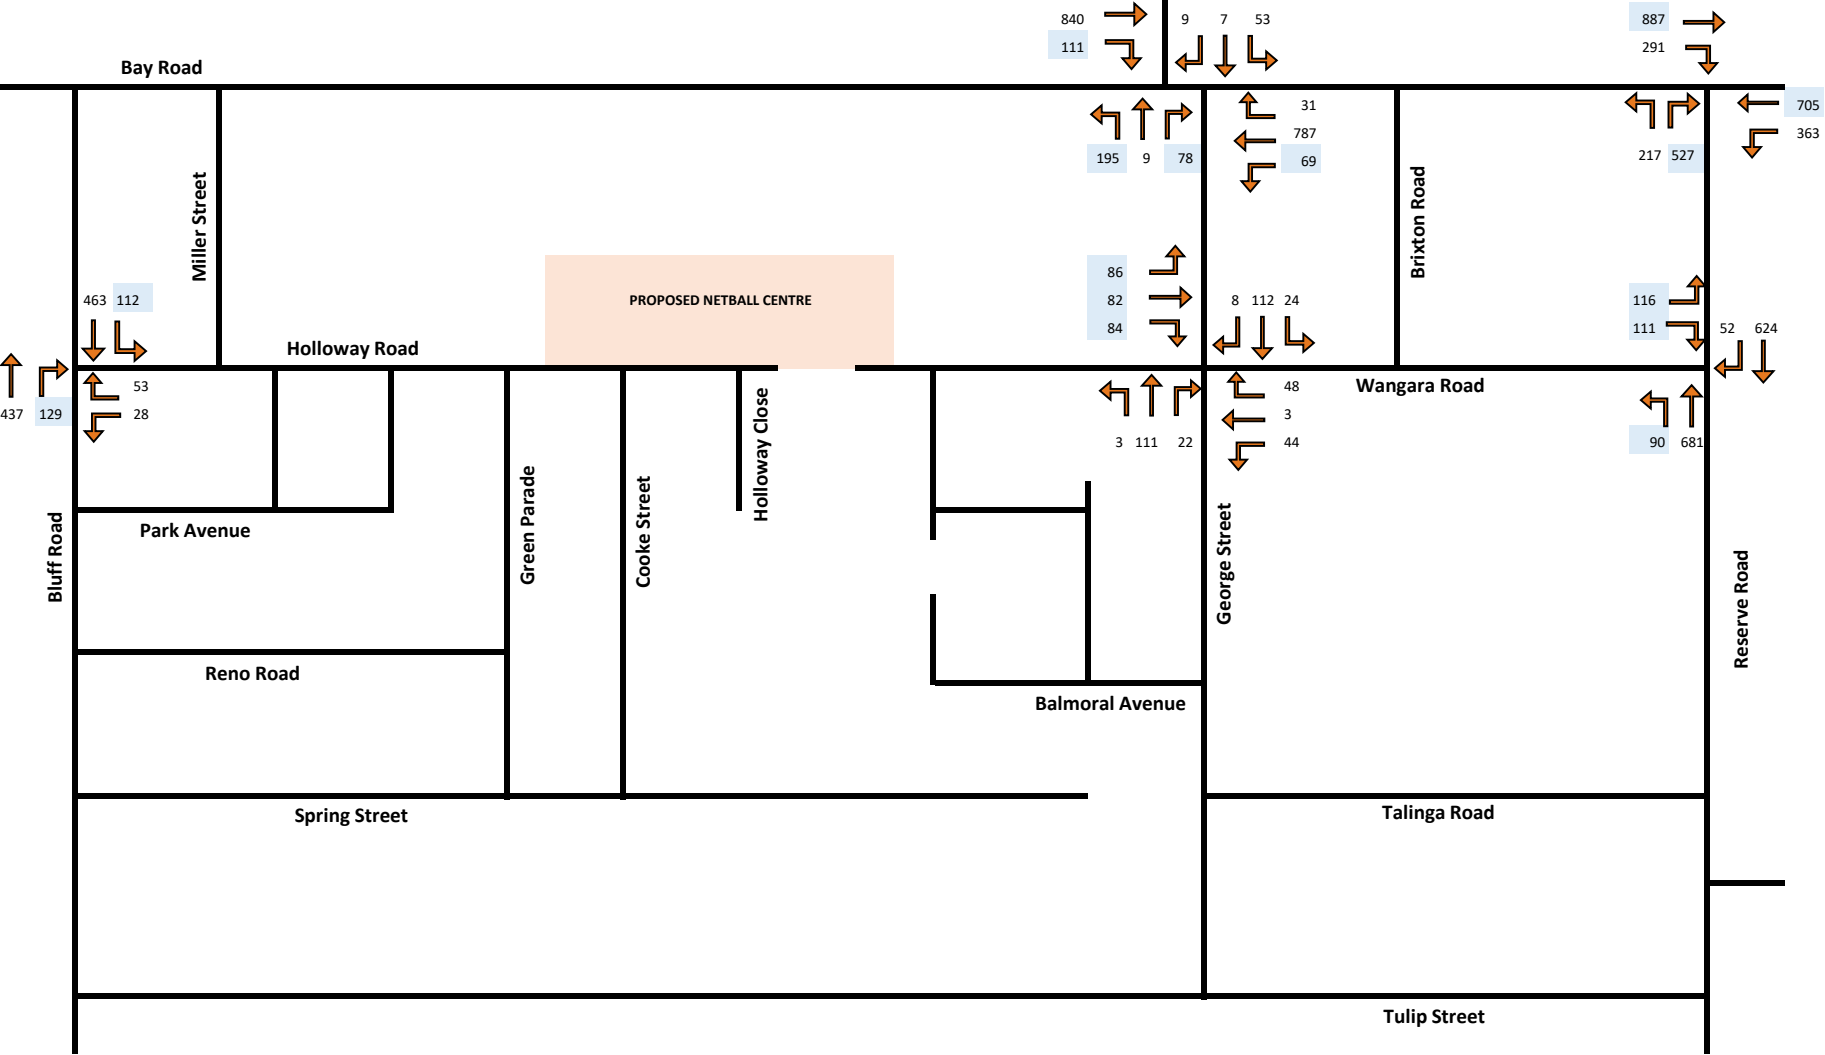 840
9 7 53
887
111
291
Bay Road
31
705
787
363
195 9 78
69
217 527
Miller Street
Brixton Road
86
82
84
PROPOSED NETBALL CENTRE
463 112
8 112 24
116
111
52 624
Holloway Road
53
28
437 129
Holloway Close
48
3
44
Wangara Road
3 111 22
90 681
Park Avenue
Bluff Road
Green Parade
Cooke Street
George Street
Reserve Road
Reno Road
Balmoral Avenue
Spring Street
Talinga Road
Tulip Street